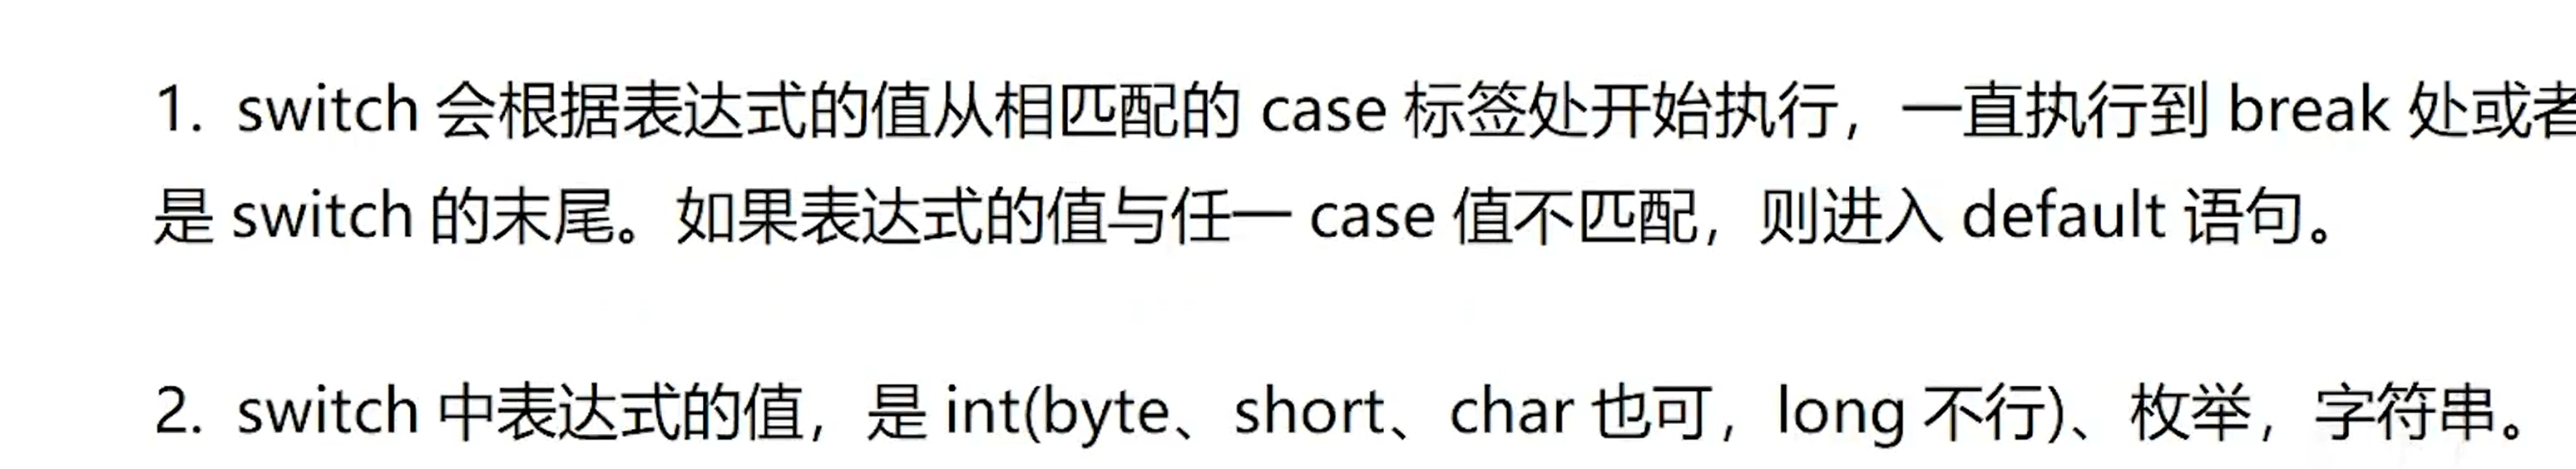 1. switch 会根据表达式的值从相匹配的 case 标签处开始执行，一直执行到 break 处或者
是 switch 的末尾。如果表达式的值与任一 case 值不匹配，则进入 default 语句。
2. switch 中表达式的值，是 int(byte、short、char 也可，long 不行)、枚举，字符串。